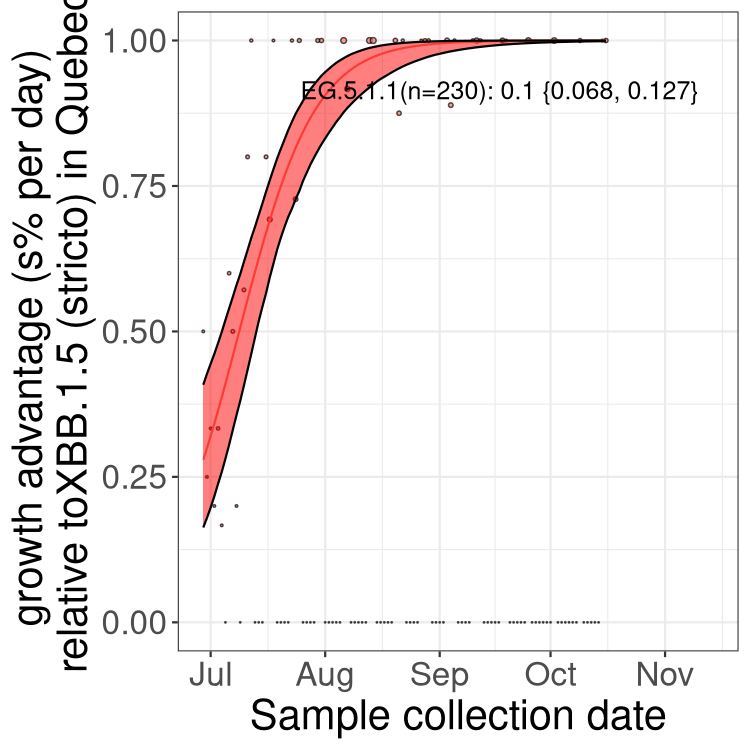 growth advantage (s% per day)
relative toXBB.1.5 (stricto) in Quebec
1.00
0.75
0.50
0.25
0.00
EG.5.1.1(n=230): 0.1 {0.068, 0.127}
Jul Aug Sep Oct Nov
Sample collection date